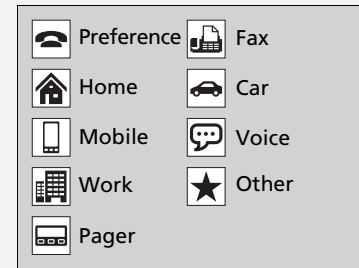 Preference
Fax
Home
Car
Mobile
Voice
Work
Other
Pager